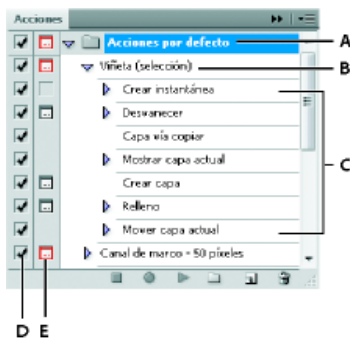 Acciones
Acciones por defecto
A
Viñeta (selección)
B
Crear instantánea
Desvanecer
Capa vía copiar
Mostrar capa actual
C
Crear capa
Relleno
Mover capa actual
Canal de marco - 50 píxeles
D E